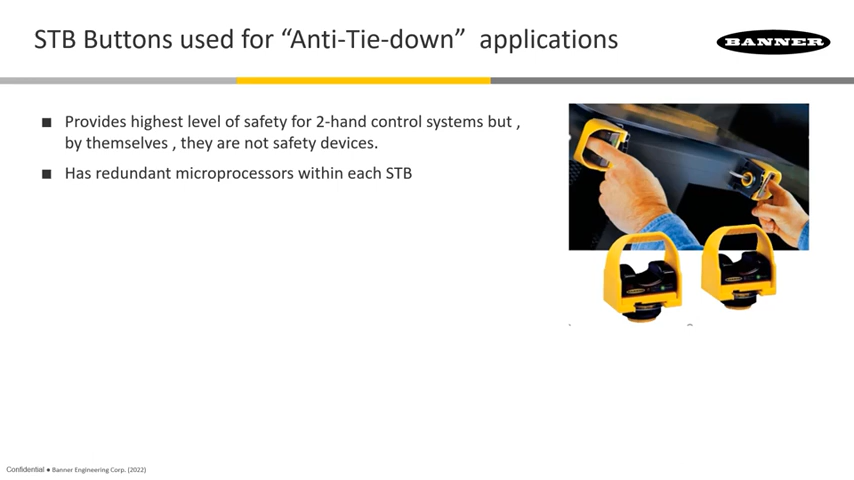 STB Buttons used for “Anti-Tie-down”  applications
BANNER
■ Provides highest level of safety for 2-hand control systems but ,
by themselves , they are not safety devices.
■ Has redundant microprocessors within each STB
Confidential ● Banner Engineering Corp. (2022)